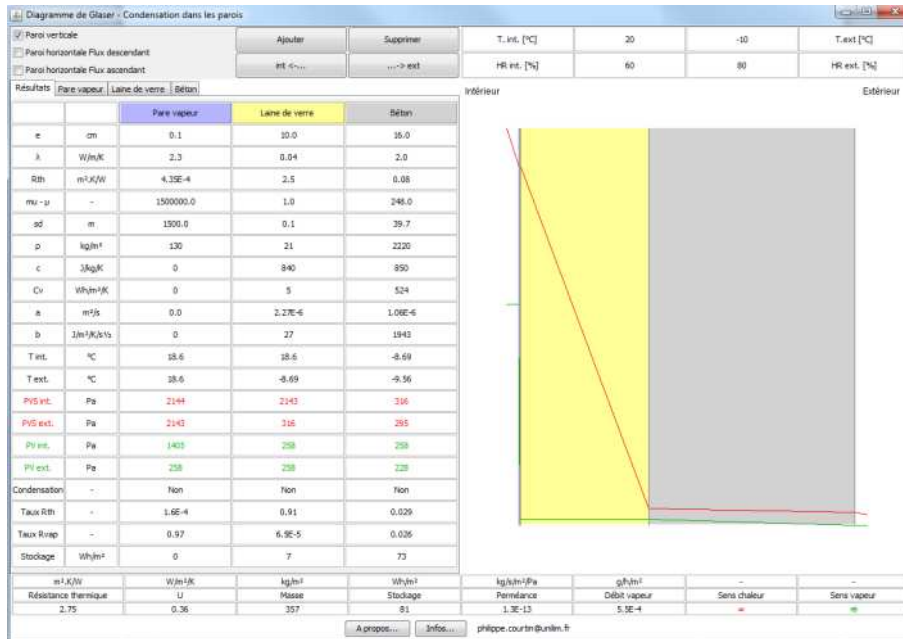 Diagramme de Glaser - Condensation dans les parois
Paroi verticale
Paroi horizontale Flux descendant
Paroi horizontale Flux ascendant
Ajouter Supprimer
int <-... ...-> ext
T. int. [°C] 20 -10 T.ext [°C]
HR int. [%] 60 80 HR ext. [%]
Résultats Pare vapeur Laine de verre Béton
Intérieur Extérieur
Pare vapeur Laine de verre Béton
e cm 0.1 10.0 16.0
λ W/m/K 2.3 0.04 2.0
Rth m².K/W 4.35E-4 2.5 0.08
mu - μ - 1500000.0 1.0 248.0
sd m 1500.0 0.1 39.7
ρ kg/m³ 130 21 2220
c J/kg/K 0 840 850
Cv Wh/m³/K 0 5 524
a m²/s 0.0 2.27E-6 1.06E-6
b J/m²/K/s½ 0 27 1943
T int. °C 18.6 18.6 -8.69
T ext. °C 18.6 -8.69 -9.56
PVS int. Pa 2144 2143 316
PVS ext. Pa 2143 316 295
PV int. Pa 1403 258 258
PV ext. Pa 258 258 228
Condensation - Non Non Non
Taux Rth - 1.6E-4 0.91 0.029
Taux Rvap - 0.97 6.5E-5 0.026
Stockage Wh/m² 0 7 73
m².K/W W/m²/K kg/m² Wh/m² kg/s/m²/Pa g/h/m² - -
Résistance thermique U Masse Stockage Perméance Débit vapeur Sens chaleur Sens vapeur
2.75 0.36 357 81 1.3E-13 5.5E-4
A propos... Infos... philippe.courtin@unilim.fr